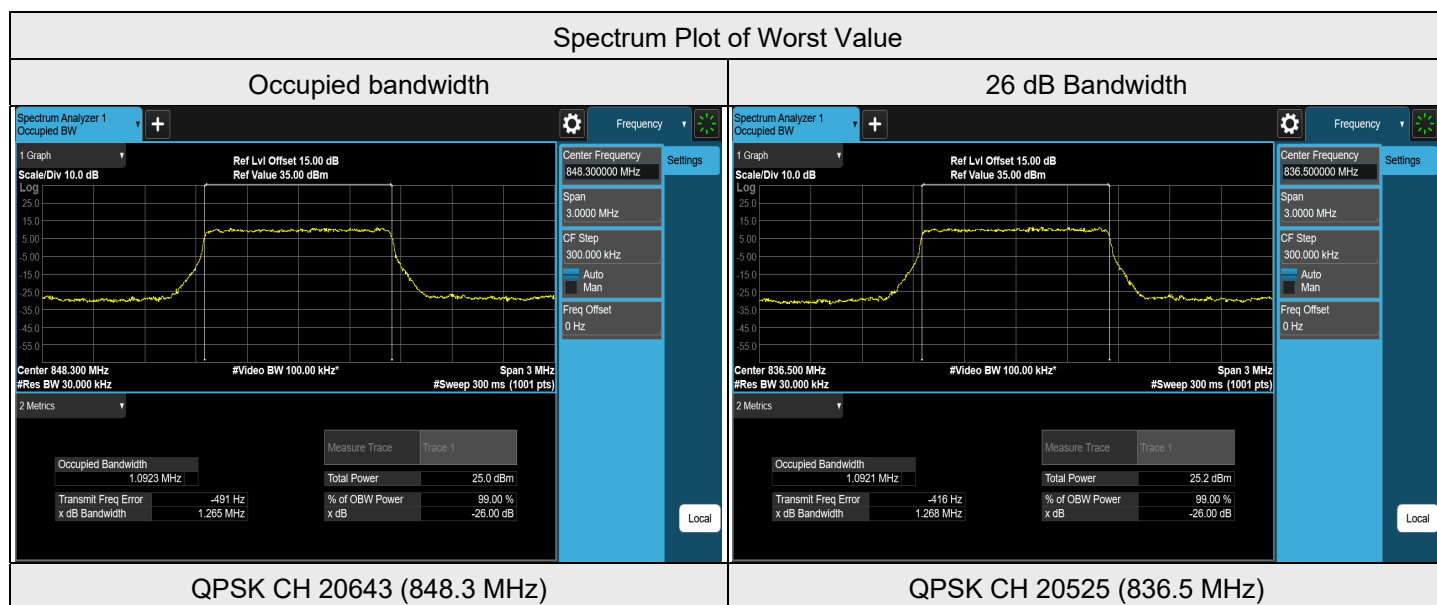 Spectrum Plot of Worst Value
Occupied bandwidth
26 dB Bandwidth
Spectrum Analyzer 1
Occupied BW
+
Frequency
1 Graph
Ref Lvl Offset 15.00 dB
Scale/Div 10.0 dB
Ref Value 35.00 dBm
Log
25.0
15.0
5.00
-5.00
-15.0
-25.0
-35.0
-45.0
-55.0
Center 848.300 MHz
#Video BW 100.00 kHz*
Span 3 MHz
#Res BW 30.000 kHz
#Sweep 300 ms (1001 pts)
Center Frequency
848.300000 MHz
Settings
Span
3.0000 MHz
CF Step
300.000 kHz
Auto
Man
Freq Offset
0 Hz
2 Metrics
Measure Trace Trace 1
Occupied Bandwidth
1.0923 MHz
Total Power 25.0 dBm
Transmit Freq Error -491 Hz
% of OBW Power 99.00 %
x dB Bandwidth 1.265 MHz
x dB -26.00 dB
Local
Spectrum Analyzer 1
Occupied BW
+
Frequency
1 Graph
Ref Lvl Offset 15.00 dB
Scale/Div 10.0 dB
Ref Value 35.00 dBm
Log
25.0
15.0
5.00
-5.00
-15.0
-25.0
-35.0
-45.0
-55.0
Center 836.500 MHz
#Video BW 100.00 kHz*
Span 3 MHz
#Res BW 30.000 kHz
#Sweep 300 ms (1001 pts)
Center Frequency
836.500000 MHz
Settings
Span
3.0000 MHz
CF Step
300.000 kHz
Auto
Man
Freq Offset
0 Hz
2 Metrics
Measure Trace Trace 1
Occupied Bandwidth
1.0921 MHz
Total Power 25.2 dBm
Transmit Freq Error -416 Hz
% of OBW Power 99.00 %
x dB Bandwidth 1.268 MHz
x dB -26.00 dB
Local
QPSK CH 20643 (848.3 MHz)
QPSK CH 20525 (836.5 MHz)